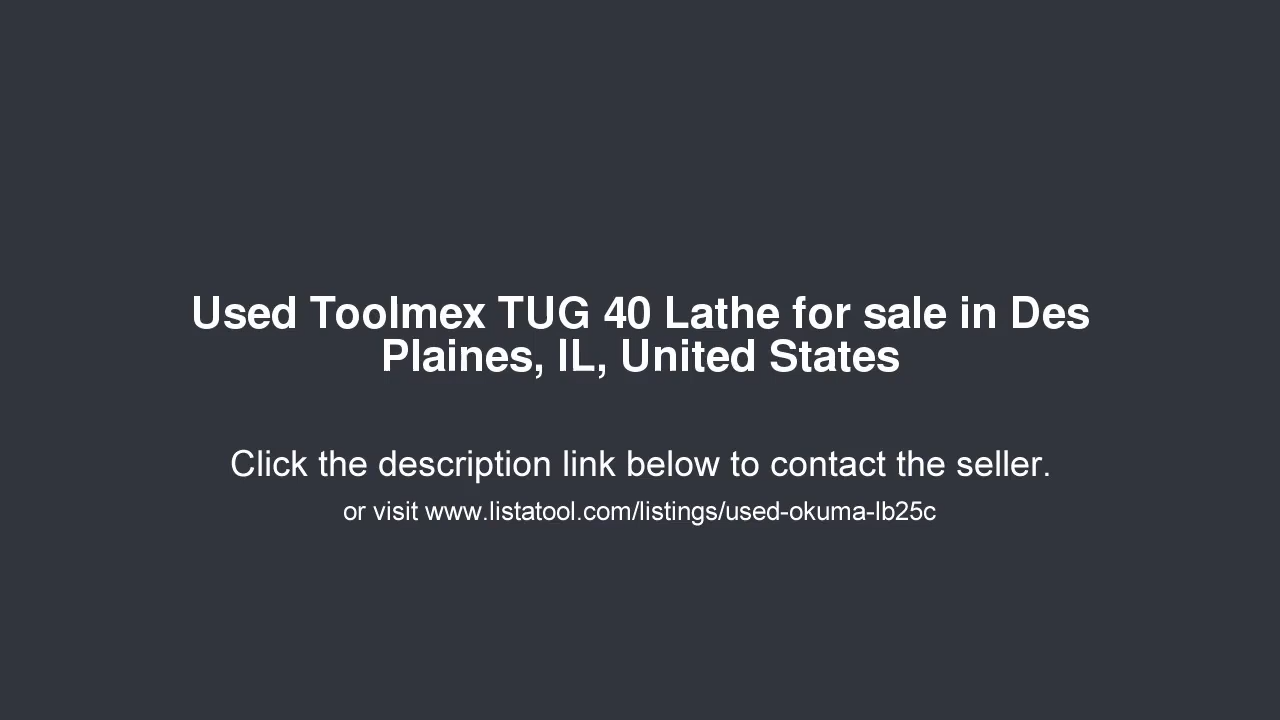 Used Toolmex TUG 40 Lathe for sale in Des
Plaines, IL, United States
Click the description link below to contact the seller.
or visit www.listatool.com/listings/used-okuma-lb25c